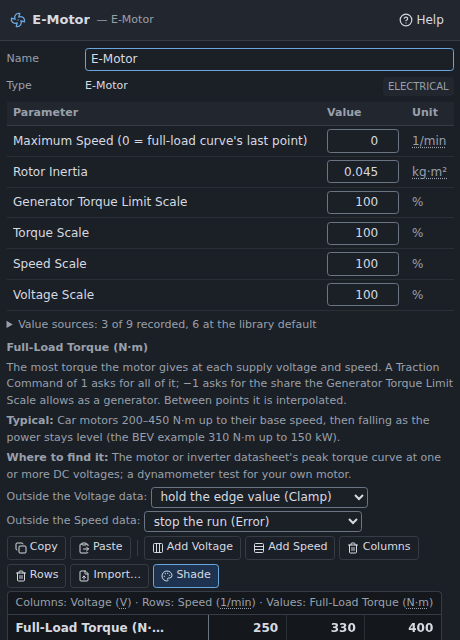 E-Motor — E-Motor
Help
Name E-Motor
Type E-Motor ELECTRICAL
Parameter Value Unit
Maximum Speed (0 = full-load curve's last point) 0 1/min
Rotor Inertia 0.045 kg·m²
Generator Torque Limit Scale 100 %
Torque Scale 100 %
Speed Scale 100 %
Voltage Scale 100 %
Value sources: 3 of 9 recorded, 6 at the library default
Full-Load Torque (N·m)
The most torque the motor gives at each supply voltage and speed. A Traction
Command of 1 asks for all of it; −1 asks for the share the Generator Torque Limit
Scale allows as a generator. Between points it is interpolated.
Typical: Car motors 200–450 N·m up to their base speed, then falling as the
power stays level (the BEV example 310 N·m up to 150 kW).
Where to find it: The motor or inverter datasheet's peak torque curve at one
or more DC voltages; a dynamometer test for your own motor.
Outside the Voltage data: hold the edge value (Clamp)
Outside the Speed data: stop the run (Error)
Copy Paste Add Voltage Add Speed Columns
Rows Import... Shade
Columns: Voltage (V) · Rows: Speed (1/min) · Values: Full-Load Torque (N·m)
Full-Load Torque (N·... 250 330 400